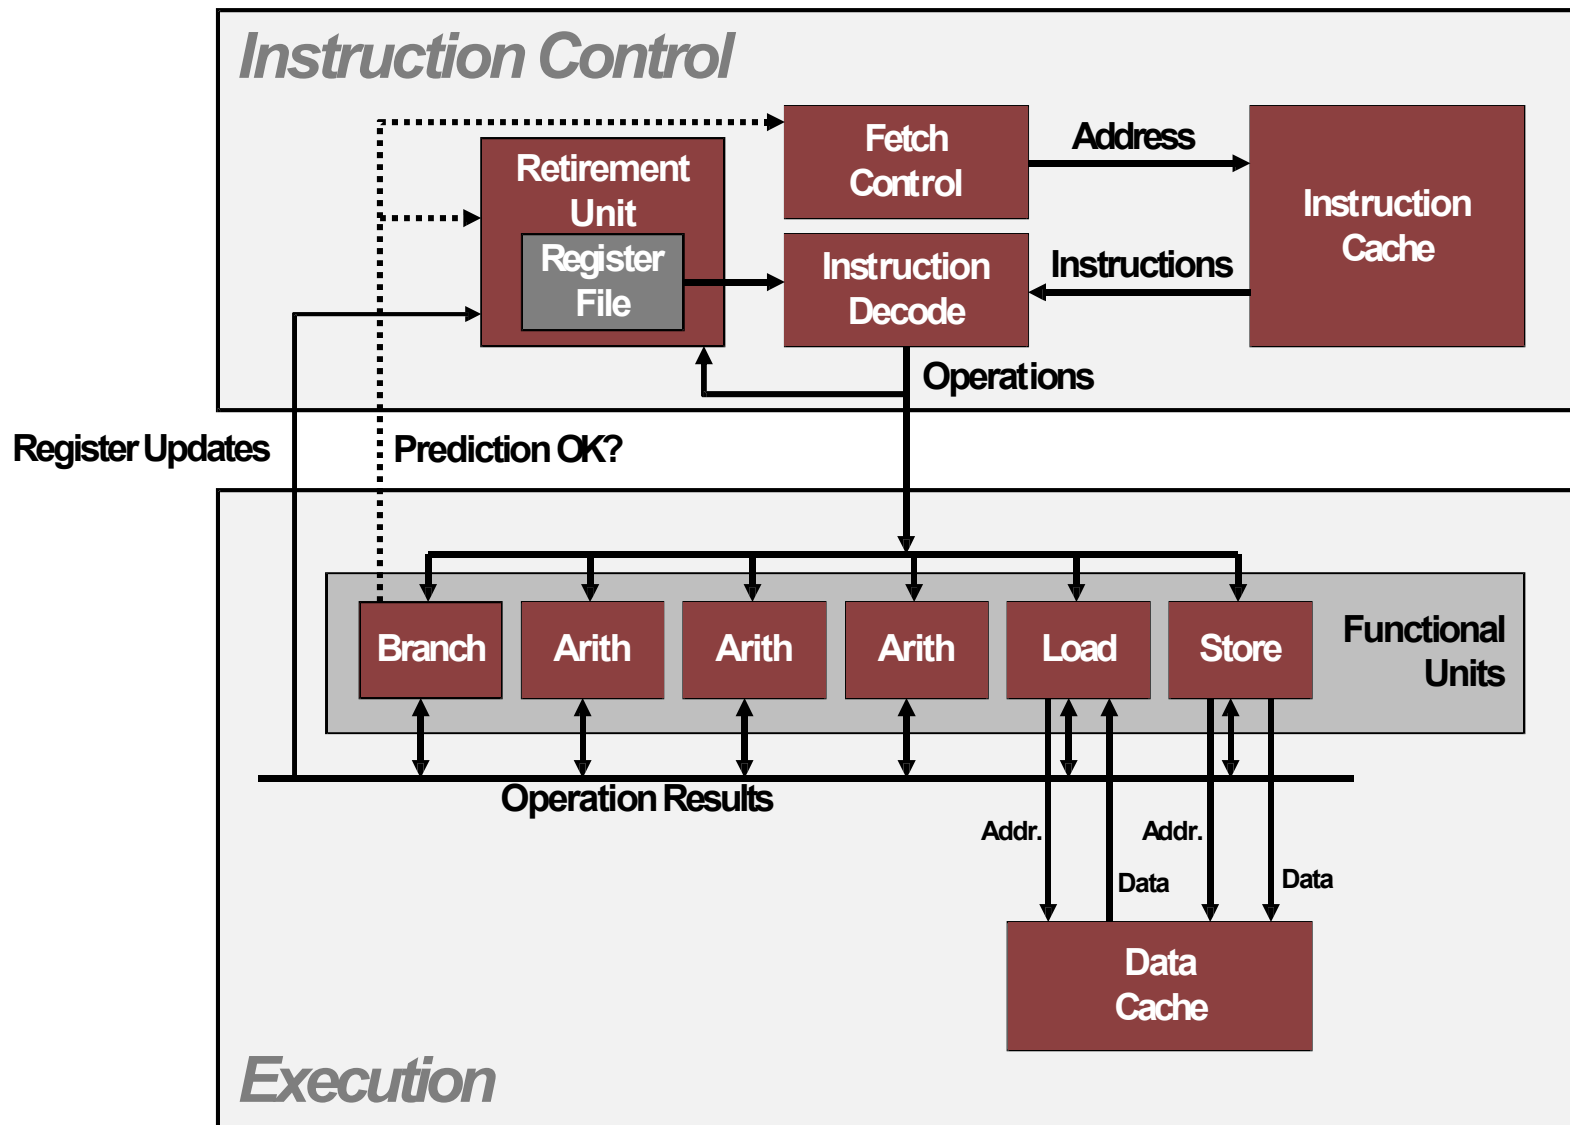 Instruction Control
Fetch
Control
Address
Instruction
Cache
Retirement
Unit
Register
File
Instruction
Decode
Instructions
Operations
Register Updates
Prediction OK?
Branch
Arith
Arith
Arith
Load
Store
Functional
Units
Operation Results
Addr.
Addr.
Data
Data
Data
Cache
Execution